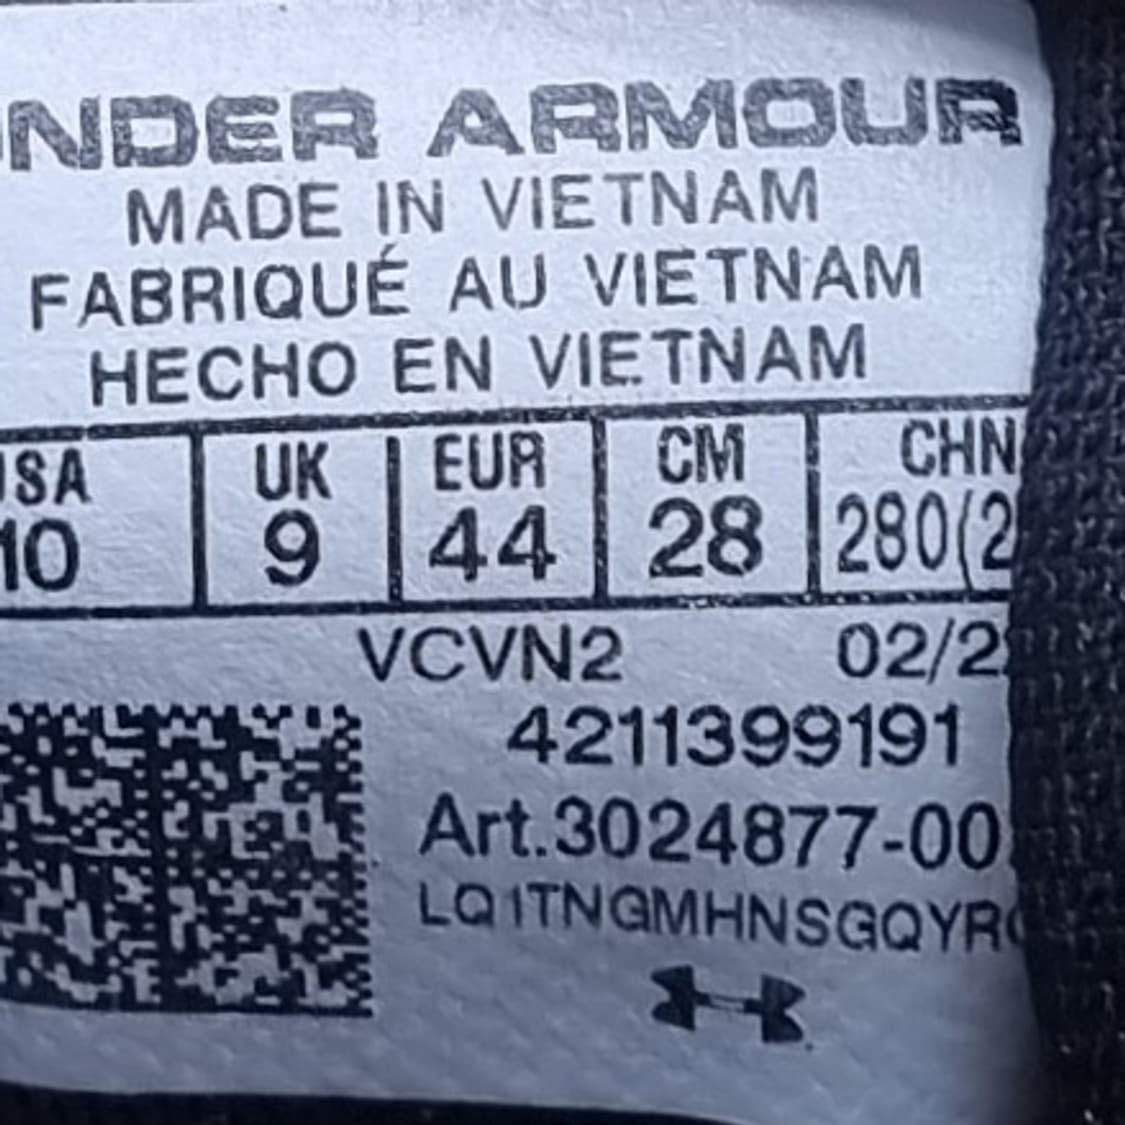 NDER ARMOUR
MADE IN VIETNAM
FABRIQUÉ AU VIETNAM
HECHO EN VIETNAM
SA UK EUR CM CHN
10 9 44 28 280(2
VCVN2 02/2
4211399191
Art.3024877-00
LQ1TNGMHNSGQYR